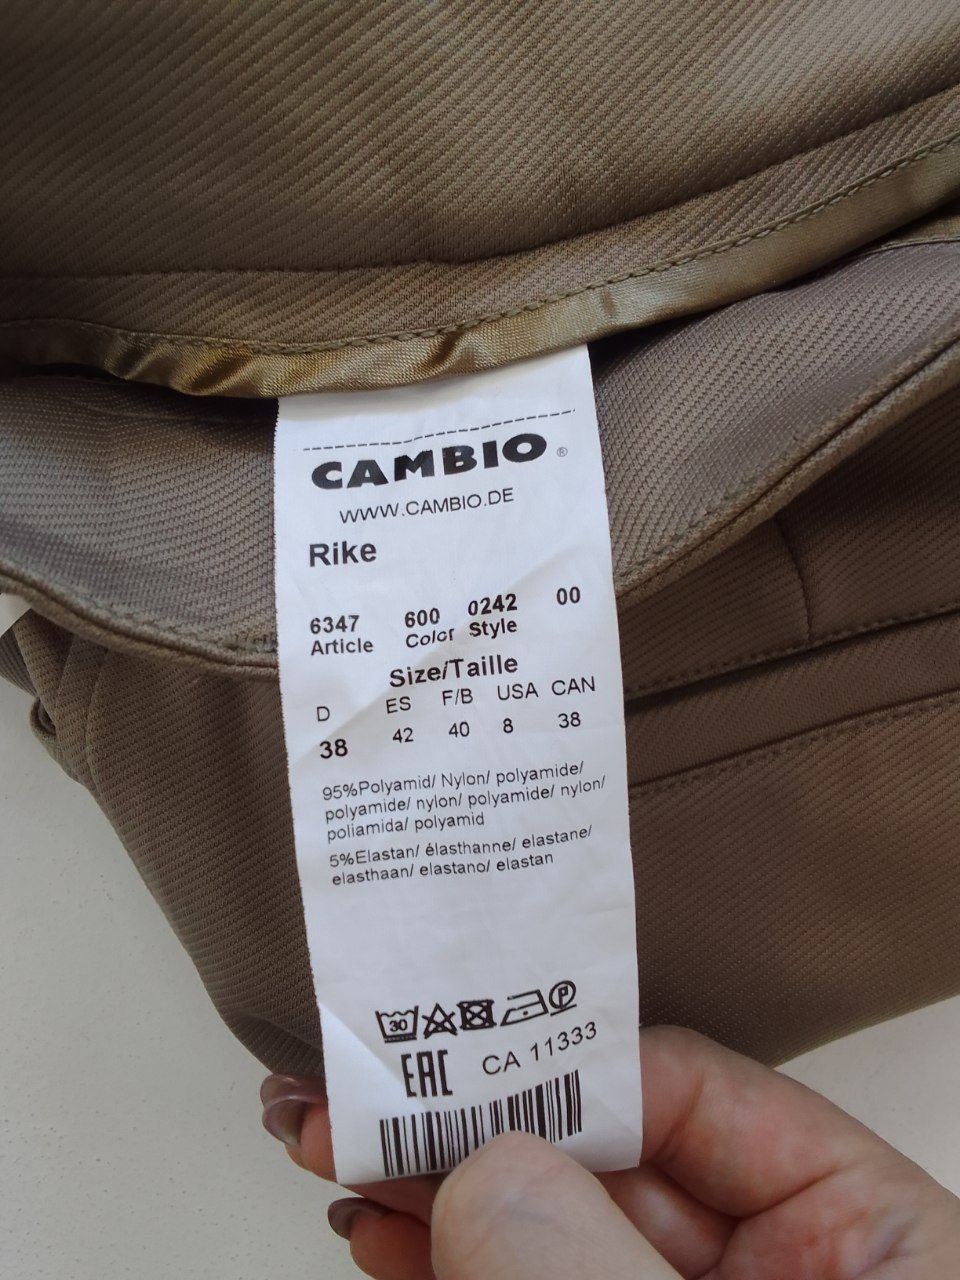 CAMBIO®
WWW.CAMBIO.DE
Rike
6347 600 0242 00
Article Color Style
Size/Taille
D ES F/B USA CAN
38 42 40 8 38
95%Polyamid/ Nylon/ polyamide/
polyamide/ nylon/ polyamide/ nylon/
poliamida/ polyamid
5%Elastan/ élasthanne/ elastane/
elasthaan/ elastano/ elastan
30 P
EAC CA 11333